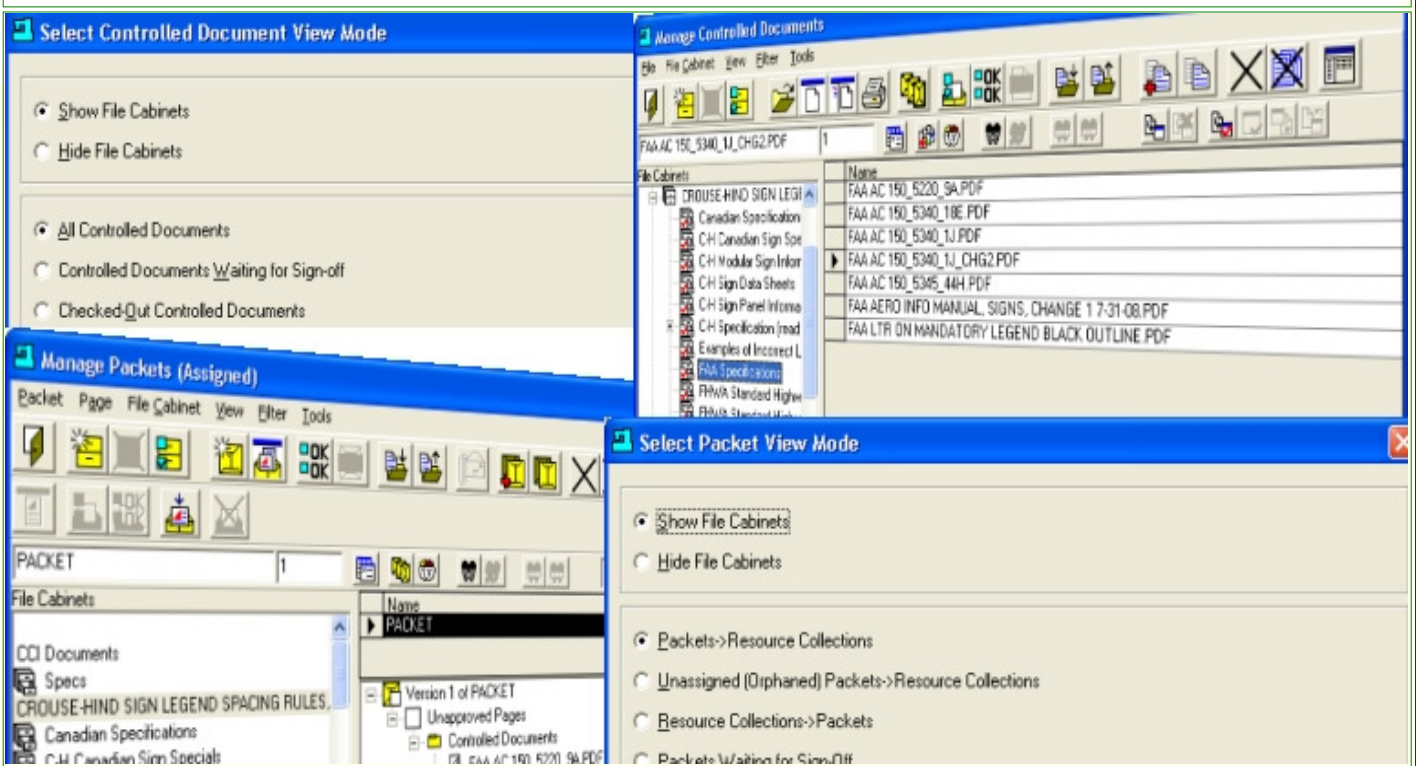 Select Controlled Document View Mode
Show File Cabinets
Hide File Cabinets
All Controlled Documents
Controlled Documents Waiting for Sign-off
Checked-Out Controlled Documents
Manage Controlled Documents
File File Cabinet View Filter Tools
OK
OK
FAA AC 150_5340_1J_CHG2.PDF 1
File Cabinets
CROUSE-HIND SIGN LEGE
Canadian Specification
C-H Canadian Sign Spe
C-H Modular Sign Inform
C-H Sign Data Sheets
C-H Sign Panel Informa
C-H Specification (read
Examples of Incorrect L
FAA Specifications
FHWA Standard Highw
FHWA Standard Highw
Name
FAA AC 150_5220_9A.PDF
FAA AC 150_5340_18E.PDF
FAA AC 150_5340_1J.PDF
FAA AC 150_5340_1J_CHG2.PDF
FAA AC 150_5345_44H.PDF
FAA AERO INFO MANUAL, SIGNS, CHANGE 1 7-31-08.PDF
FAA LTR ON MANDATORY LEGEND BLACK OUTLINE.PDF
Manage Packets (Assigned)
Packet Page File Cabinet View Filter Tools
OK
OK
PACKET 1
File Cabinets
CCI Documents
Specs
CROUSE-HIND SIGN LEGEND SPACING RULES,
Canadian Specifications
C-H Canadian Sign Specials
Name
PACKET
Version 1 of PACKET
Unapproved Pages
Controlled Documents
FAA AC 150_5220_9A.PDF
Select Packet View Mode
Show File Cabinets
Hide File Cabinets
Packets->Resource Collections
Unassigned (Orphaned) Packets->Resource Collections
Resource Collections->Packets
Packets Waiting for Sign-Off